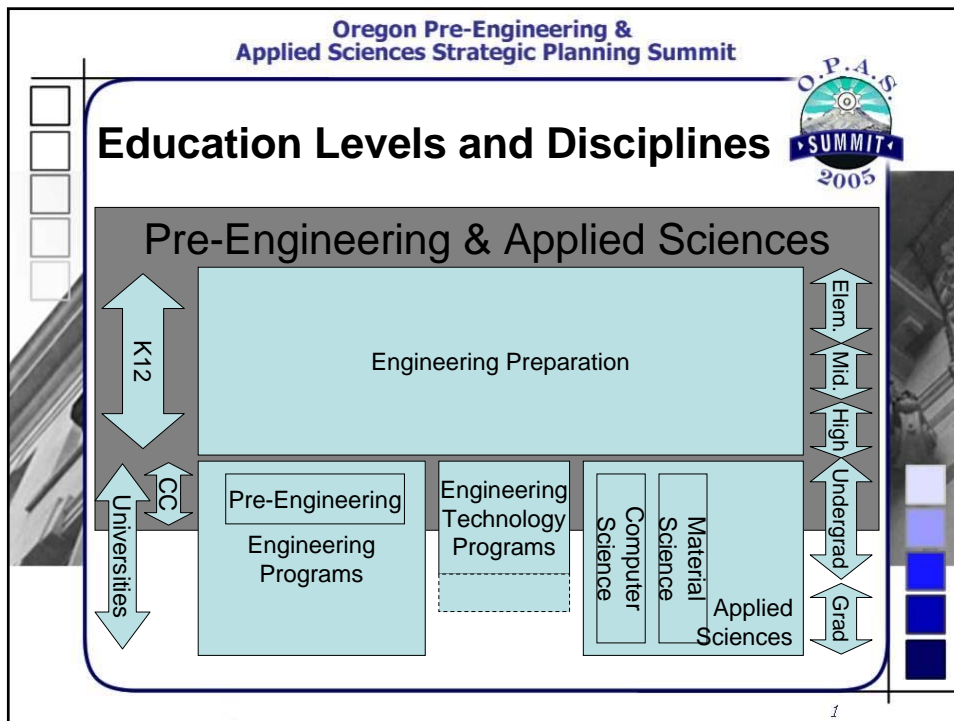 Oregon Pre-Engineering &
Applied Sciences Strategic Planning Summit
O.P.A.S.
SUMMIT
2005
Education Levels and Disciplines
Pre-Engineering & Applied Sciences
K12
Engineering Preparation
Elem.
Mid.
High
Universities
CC
Pre-Engineering
Engineering
Programs
Engineering
Technology
Programs
Computer
Science
Material
Science
Applied
Sciences
Undergrad
Grad
1